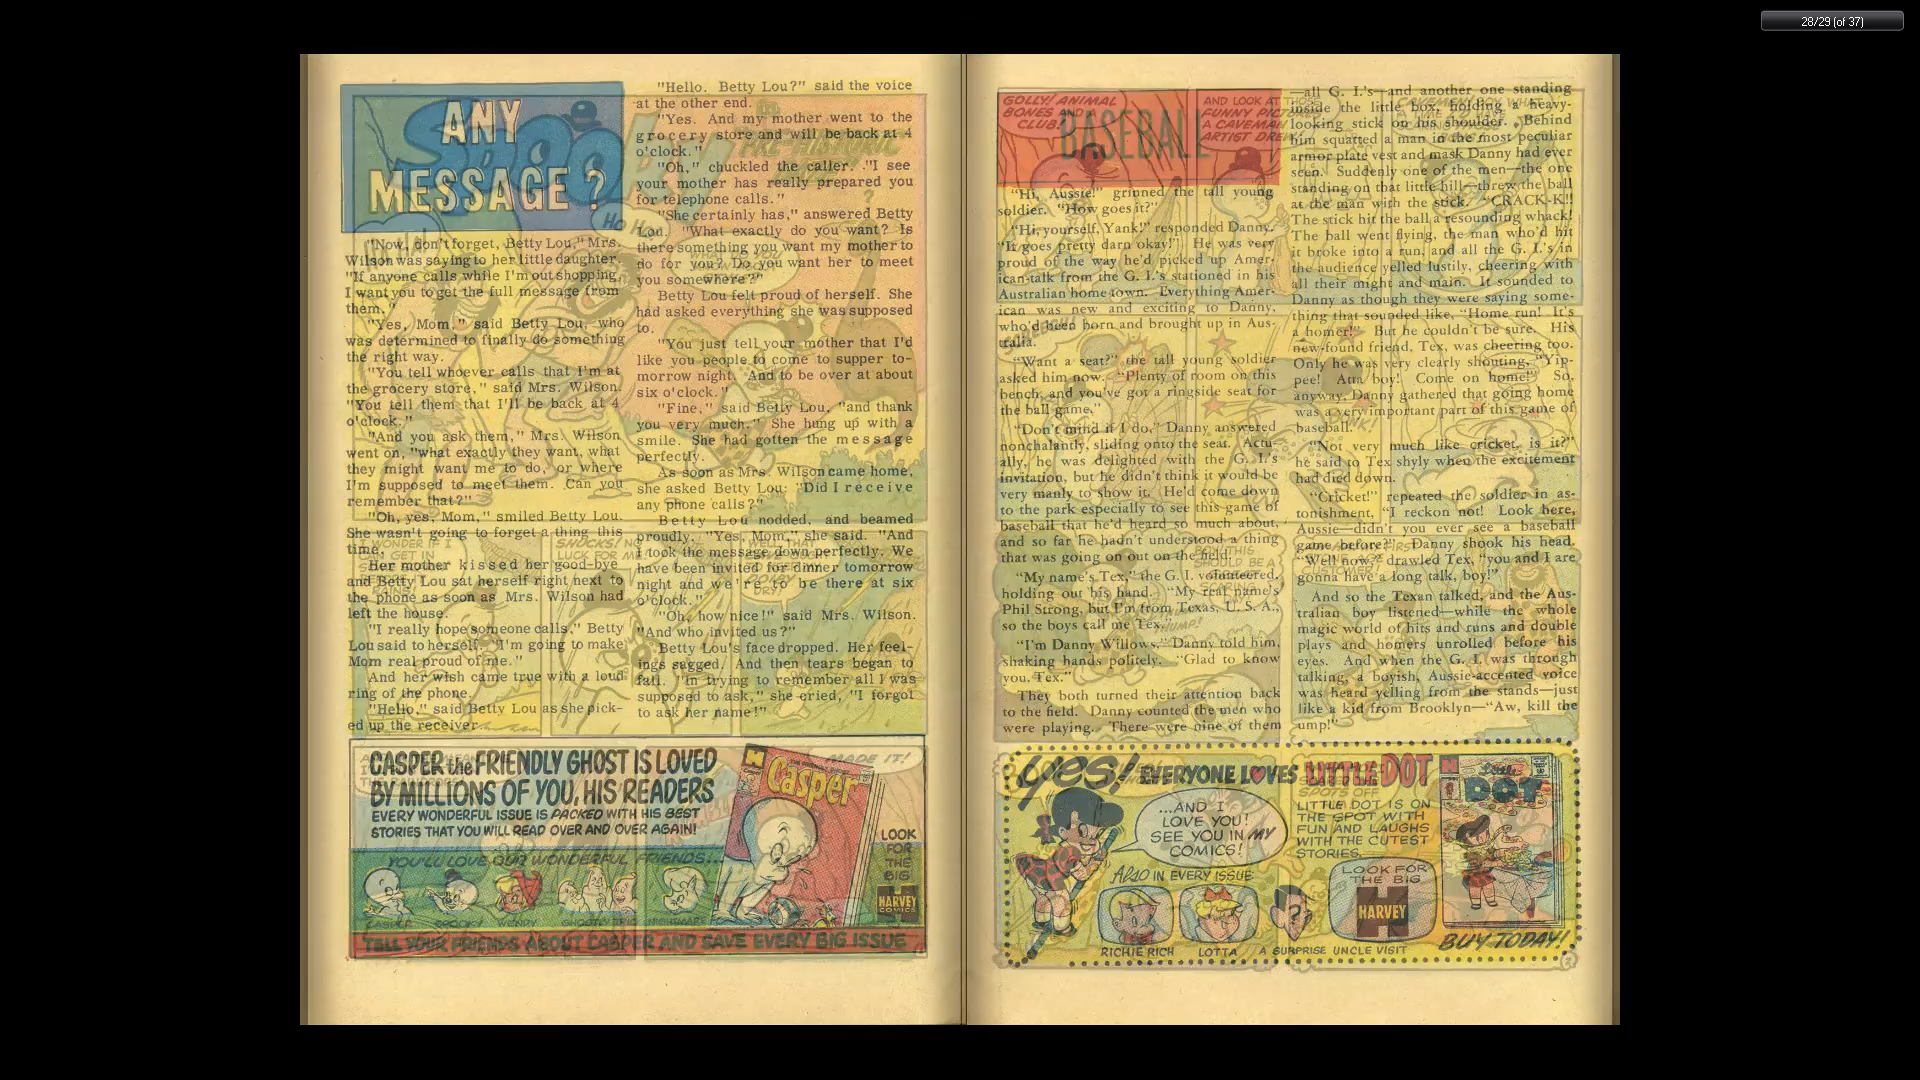 28/29 (of 37)
ANY
MESSAGE?
"Now, don't forget, Betty Lou," Mrs.
Wilson was saying to her little daughter.
"If anyone calls while I'm out shopping,
I want you to get the full message from
them."
"Yes, Mom," said Betty Lou, who
was determined to finally do something
the right way.
"You tell whoever calls that I'm at
the grocery store," said Mrs. Wilson.
"You tell them that I'll be back at 4
o'clock."
"And you ask them," Mrs. Wilson
went on, "what exactly they want, what
they might want me to do, or where
I'm supposed to meet them. Can you
remember that?"
"Oh, yes, Mom," smiled Betty Lou.
She wasn't going to forget a thing this
time.
Her mother kissed her good-bye
and Betty Lou sat herself right next to
the phone as soon as Mrs. Wilson had
left the house.
"I really hope someone calls," Betty
Lou said to herself. "I'm going to make
Mom real proud of me."
And her wish came true with a loud
ring of the phone.
"Hello," said Betty Lou as she pick-
ed up the receiver.
"Hello. Betty Lou?" said the voice
at the other end.
"Yes. And my mother went to the
grocery store and will be back at 4
o'clock."
"Oh," chuckled the caller. "I see
your mother has really prepared you
for telephone calls."
"She certainly has," answered Betty
Lou. "What exactly do you want? Is
there something you want my mother to
do for you? Do you want her to meet
you somewhere?"
Betty Lou felt proud of herself. She
had asked everything she was supposed
to.
"You just tell your mother that I'd
like you people to come to supper to-
morrow night. And to be over at about
six o'clock."
"Fine," said Betty Lou, "and thank
you very much." She hung up with a
smile. She had gotten the message
perfectly.
As soon as Mrs. Wilson came home,
she asked Betty Lou: "Did I receive
any phone calls?"
Betty Lou nodded, and beamed
proudly. "Yes, Mom," she said. "And
I took the message down perfectly. We
have been invited for dinner tomorrow
night and we're to be there at six
o'clock."
"Oh, how nice!" said Mrs. Wilson.
"And who invited us?"
Betty Lou's face dropped. Her feel-
ings sagged. And then tears began to
fall. "In trying to remember all I was
supposed to ask," she cried, "I forgot
to ask her name!"
CASPER the FRIENDLY GHOST IS LOVED
BY MILLIONS OF YOU, HIS READERS
EVERY WONDERFUL ISSUE IS PACKED WITH HIS BEST
STORIES THAT YOU WILL READ OVER AND OVER AGAIN!
YOU'LL LOVE OUR WONDERFUL FRIENDS...
CASPER SPOOKY WENDY GHOSTLY TRIO NIGHTMARE
Casper
LOOK
FOR
THE
BIG
HARVEY
COMICS
TELL YOUR FRIENDS ABOUT CASPER AND SAVE EVERY BIG ISSUE
GOLLY! ANIMAL
BONES AND
CLUB!
AND LOOK AT THOSE
FUNNY PICTURES
A CAVEMAN
ARTIST DREW!
BASEBALL
"Hi, Aussie!" grinned the tall young
soldier. "How goes it?"
"Hi, yourself, Yank!" responded Danny.
"It goes pretty darn okay!" He was very
proud of the way he'd picked up Amer-
ican-talk from the G. I.'s stationed in his
Australian home town. Everything Amer-
ican was new and exciting to Danny,
who'd been born and brought up in Aus-
tralia.
"Want a seat?" the tall young soldier
asked him now. "Plenty of room on this
bench, and you've got a ringside seat for
the ball game."
"Don't mind if I do," Danny answered
nonchalantly, sliding onto the seat. Actu-
ally, he was delighted with the G. I.'s
invitation, but he didn't think it would be
very manly to show it. He'd come down
to the park especially to see this game of
baseball that he'd heard so much about,
and so far he hadn't understood a thing
that was going on out on the field.
"My name's Tex," the G. I. volunteered,
holding out his hand. "My real name's
Phil Strong, but I'm from Texas, U. S. A.,
so the boys call me Tex."
"I'm Danny Willows," Danny told him,
shaking hands politely. "Glad to know
you, Tex."
They both turned their attention back
to the field. Danny counted the men who
were playing. There were nine of them
—all G. I.'s—and another one standing
inside the little box, holding a heavy-
looking stick on his shoulder. Behind
him squatted a man in the most peculiar
armor plate vest and mask Danny had ever
seen. Suddenly one of the men—the one
standing on that little hill—threw the ball
at the man with the stick. "CRACK-K!!
The stick hit the ball a resounding whack!
The ball went flying, the man who'd hit
it broke into a run, and all the G. I.'s in
the audience yelled lustily, cheering with
all their might and main. It sounded to
Danny as though they were saying some-
thing that sounded like, "Home run! It's
a homer!" But he couldn't be sure. His
new-found friend, Tex, was cheering too.
Only he was very clearly shouting, "Yip-
pee! Atta boy! Come on home!" So,
anyway, Danny gathered that going home
was a very important part of this game of
baseball.
"Not very much like cricket, is it?"
he said to Tex shyly when the excitement
had died down.
"Cricket!" repeated the soldier in as-
tonishment, "I reckon not! Look here,
Aussie—didn't you ever see a baseball
game before?" Danny shook his head.
"Well now," drawled Tex, "you and I are
gonna have a long talk, boy!"
And so the Texan talked, and the Aus-
tralian boy listened—while the whole
magic world of hits and runs and double
plays and homers unrolled before his
eyes. And when the G. I. was through
talking, a boyish, Aussie-accented voice
was heard yelling from the stands—just
like a kid from Brooklyn—"Aw, kill the
ump!"
Yes! EVERYONE LOVES LITTLE DOT
...AND I
LOVE YOU!
SEE YOU IN MY
COMICS!
LITTLE DOT IS ON
THE SPOT WITH
FUN AND LAUGHS
WITH THE CUTEST
STORIES.
ALSO IN EVERY ISSUE:
RICHIE RICH LOTTA A SURPRISE UNCLE VISIT
LOOK FOR
THE BIG
HARVEY
Little
DOT
BUY TODAY!